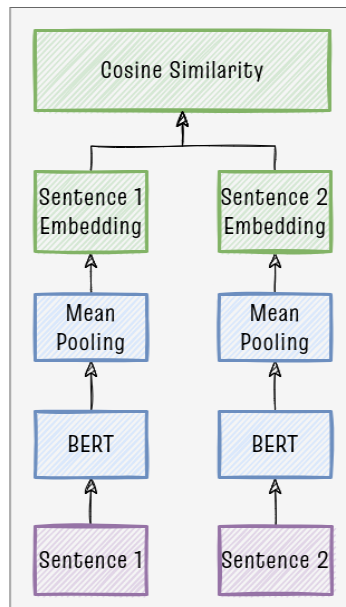 Cosine Similarity
Sentence 1
Embedding
Sentence 2
Embedding
Mean
Pooling
Mean
Pooling
BERT
BERT
Sentence 1
Sentence 2